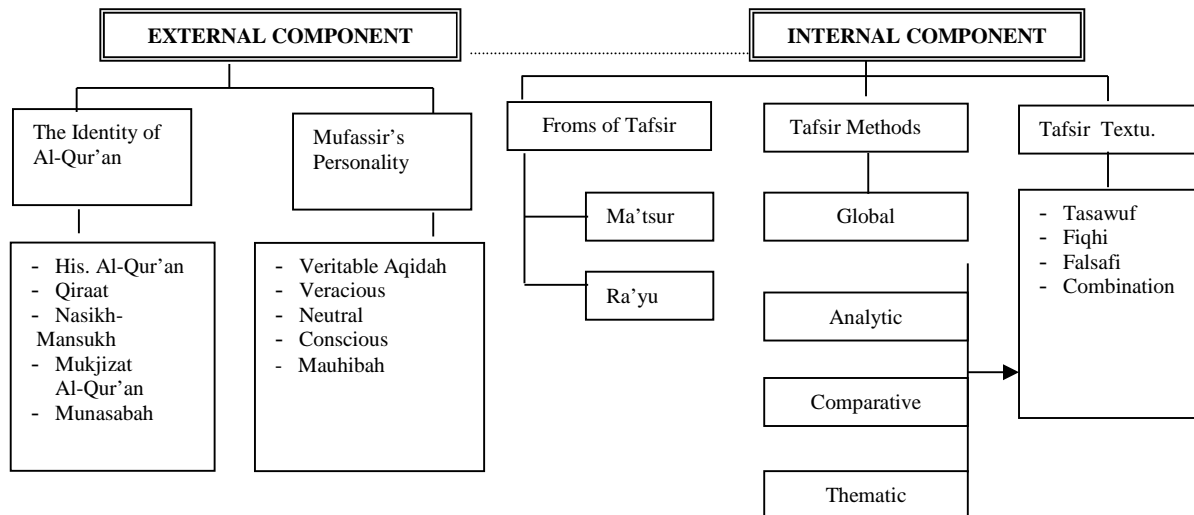 EXTERNAL COMPONENT
INTERNAL COMPONENT
The Identity of
Al-Qur'an
Mufassir's
Personality
Froms of Tafsir
Tafsir Methods
Tafsir Textu.
- His. Al-Qur'an
- Qiraat
- Nasikh-
Mansukh
- Mukjizat
Al-Qur'an
- Munasabah
- Veritable Aqidah
- Veracious
- Neutral
- Conscious
- Mauhibah
Ma'tsur
Ra'yu
Global
Analytic
Comparative
Thematic
- Tasawuf
- Fiqhi
- Falsafi
- Combination